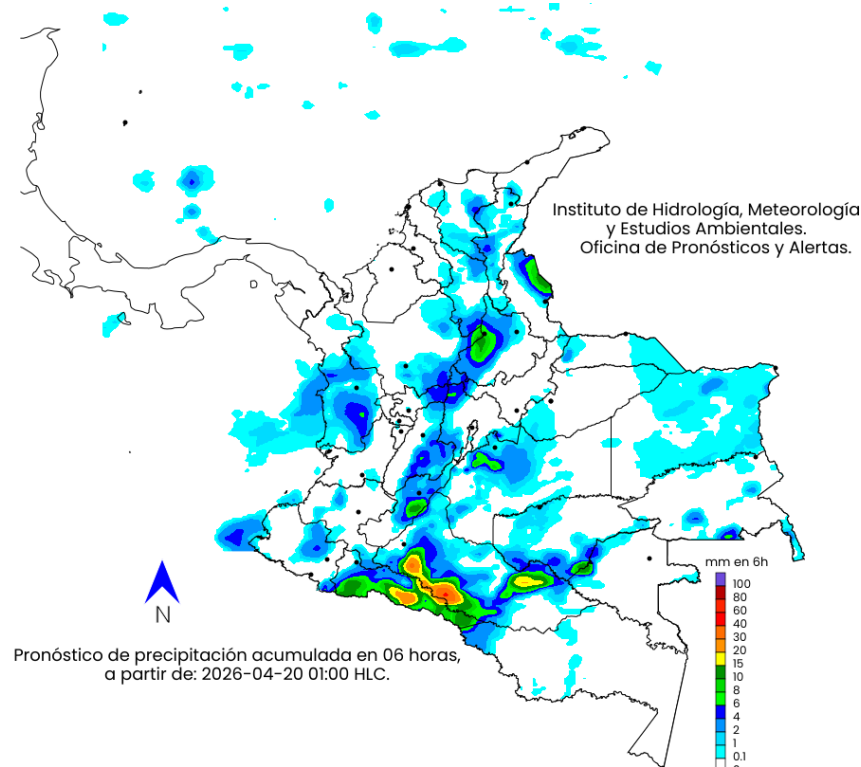 Instituto de Hidrología, Meteorología
y Estudios Ambientales.
Oficina de Pronósticos y Alertas.
N
Pronóstico de precipitación acumulada en 06 horas,
a partir de: 2026-04-20 01:00 HLC.
mm en 6h
100
80
60
40
30
20
15
10
8
6
4
2
1
0.1